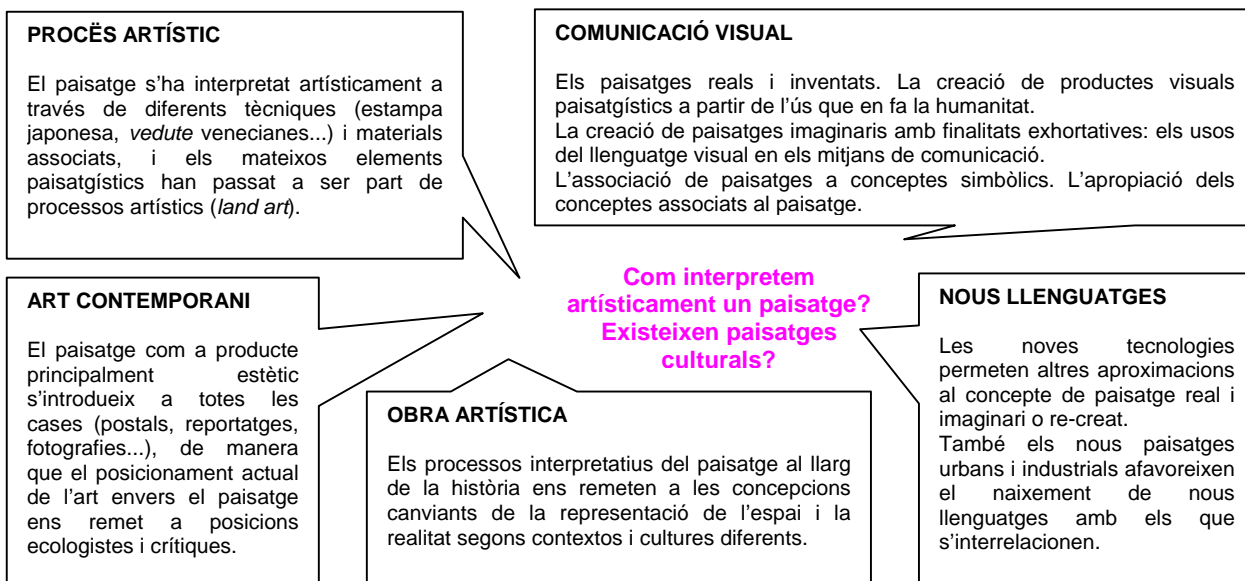 PROCËS ARTÍSTIC
El paisatge s’ha interpretat artísticament a
través de diferents tècniques (estampa
japonesa, vedute venecianes...) i materials
associats, i els mateixos elements
paisatgístics han passat a ser part de
processos artístics (land art).
COMUNICACIÓ VISUAL
Els paisatges reals i inventats. La creació de productes visuals
paisatgístics a partir de l’ús que en fa la humanitat.
La creació de paisatges imaginaris amb finalitats exhortatives: els usos
del llenguatge visual en els mitjans de comunicació.
L’associació de paisatges a conceptes simbòlics. L’apropiació dels
conceptes associats al paisatge.
Com interpretem
artísticament un paisatge?
Existeixen paisatges
culturals?
ART CONTEMPORANI
El paisatge com a producte
principalment estètic
s’introdueix a totes les
cases (postals, reportatges,
fotografies...), de manera
que el posicionament actual
de l’art envers el paisatge
ens remet a posicions
ecologistes i crítiques.
OBRA ARTÍSTICA
Els processos interpretatius del paisatge al llarg
de la història ens remeten a les concepcions
canviants de la representació de l’espai i la
realitat segons contextos i cultures diferents.
NOUS LLENGUATGES
Les noves tecnologies
permeten altres aproximacions
al concepte de paisatge real i
imaginari o re-creat.
També els nous paisatges
urbans i industrials afavoreixen
el naixement de nous
llenguatges amb els que
s’interrelacionen.